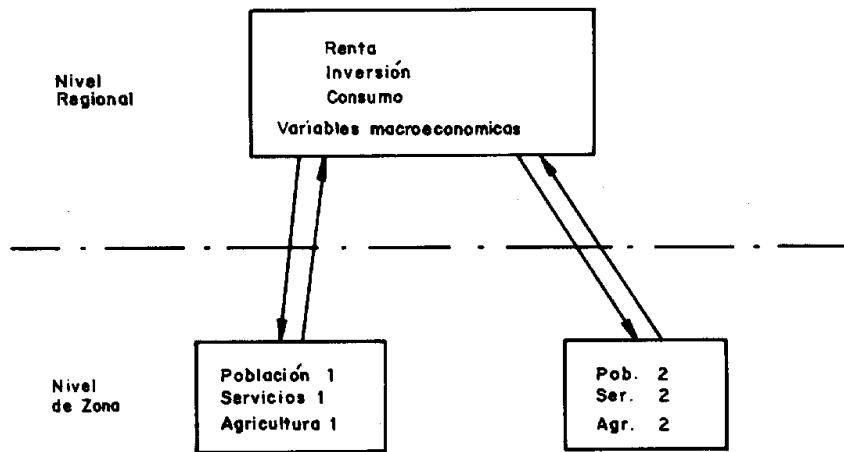 Nivel
Regional
Renta
Inversión
Consumo
Variables macroeconomicas
Nivel
de Zona
Población 1
Servicios 1
Agricultura 1
Pob. 2
Ser. 2
Agr. 2